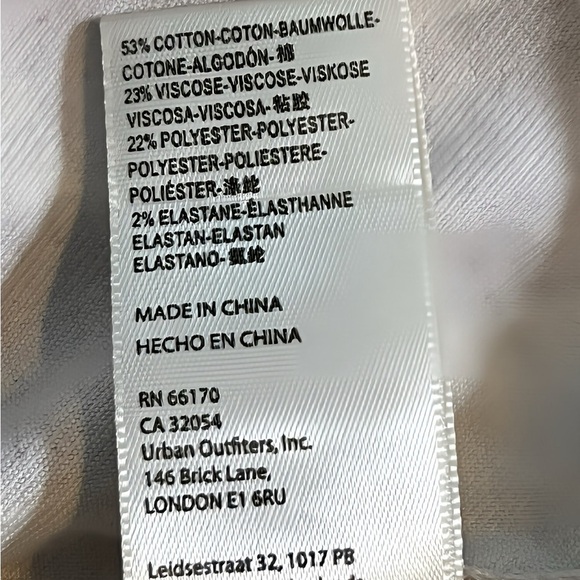 53% COTTON-COTON-BAUMWOLLE-
COTONE-ALGODÓN-棉
23% VISCOSE-VISCOSE-VISKOSE
VISCOSA-VISCOSA-粘胶
22% POLYESTER-POLYESTER-
POLYESTER-POLIESTERE-
POLIÉSTER-涤纶
2% ELASTANE-ÉLASTHANNE
ELASTAN-ELASTAN
ELASTANO-
MADE IN CHINA
HECHO EN CHINA
RN 66170
CA 32054
Urban Outfitters, Inc.
146 Brick Lane,
LONDON E1 6RU
Leidsestraat 32, 1017 PB